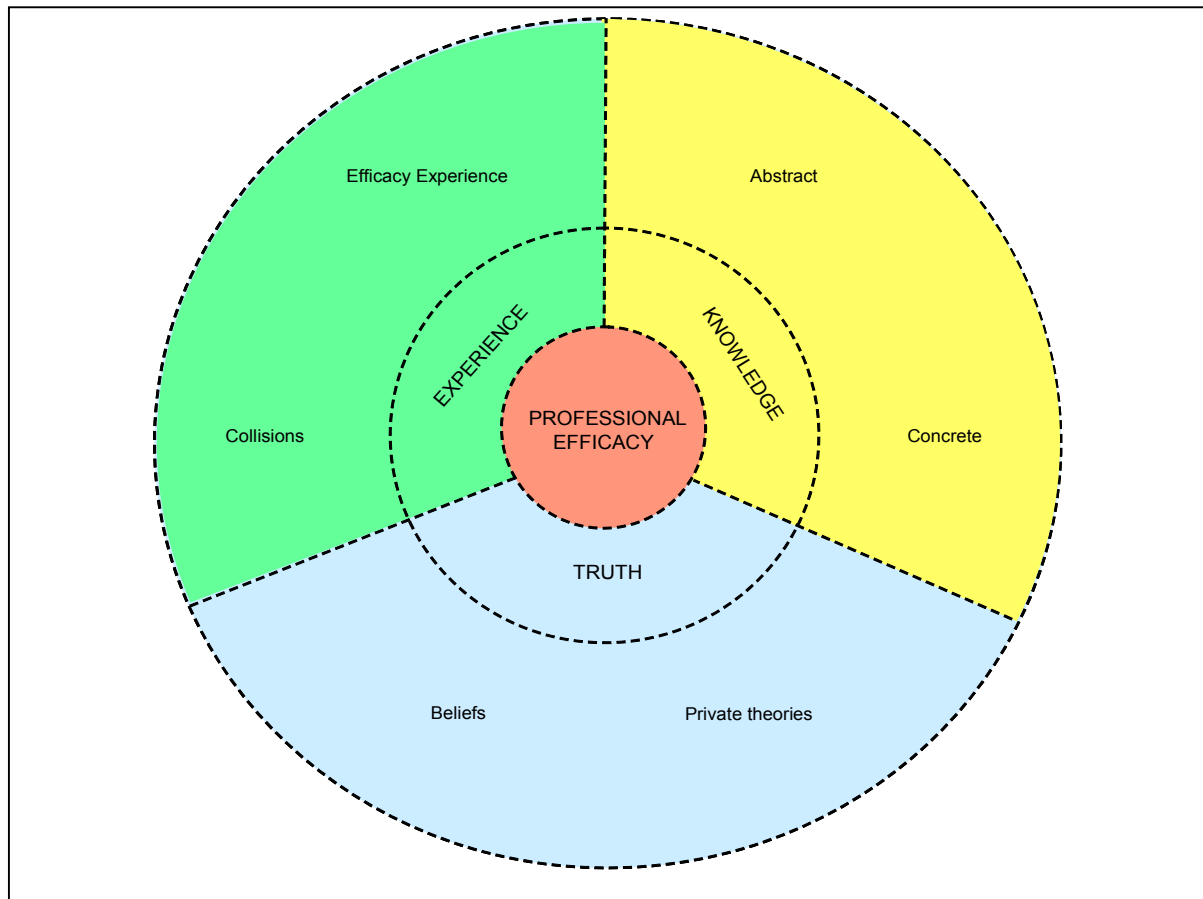 Efficacy Experience
Abstract
EXPERIENCE
KNOWLEDGE
PROFESSIONAL
EFFICACY
Collisions
Concrete
TRUTH
Beliefs
Private theories